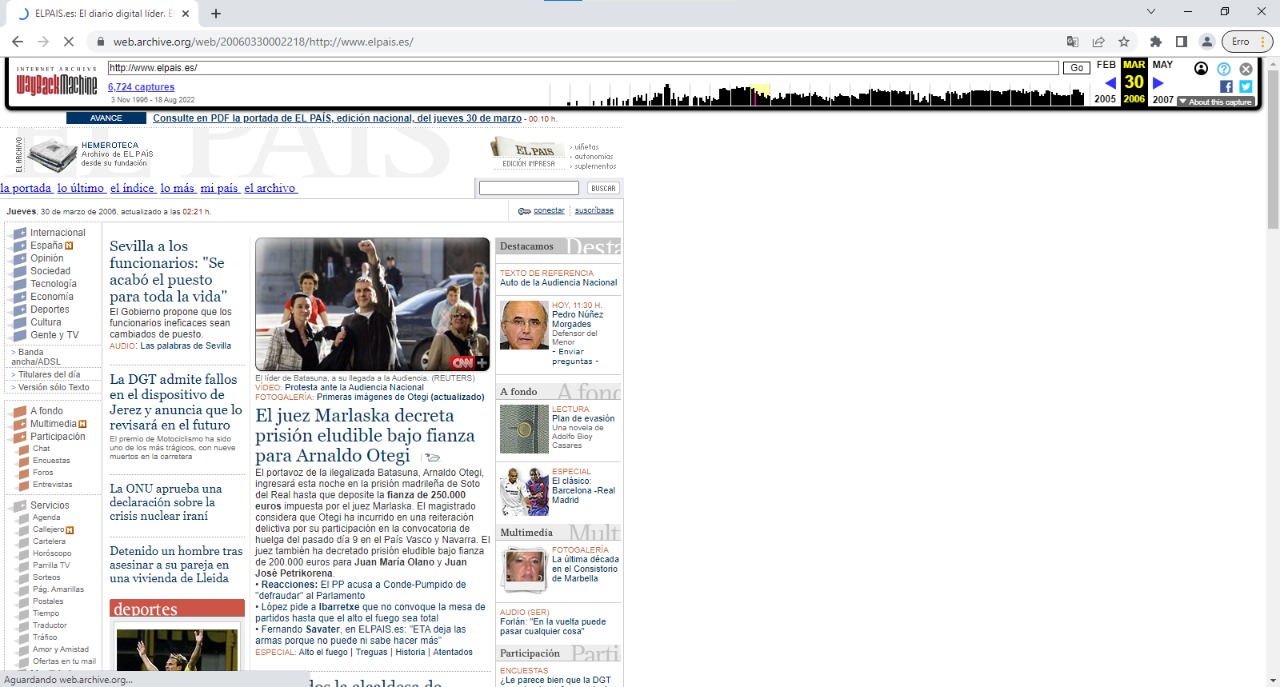 ELPAIS.es: El diario digital líder. E
web.archive.org/web/20060330002218/http://www.elpais.es/
Erro
INTERNET ARCHIVE
WayBackMachine
http://www.elpais.es/
Go
6,724 captures
3 Nov 1996 - 18 Aug 2022
FEB MAR MAY
30
2005 2006 2007
About this capture
AVANCE
Consulte en PDF la portada de EL PAÍS, edición nacional, del jueves 30 de marzo - 00.10 h.
EL PAIS
EL ARCHIVO
HEMEROTECA
Archivo de EL PAÍS
desde su fundación
EL PAIS
EDICIÓN IMPRESA
› viñetas
› autonomías
› suplementos
la portada lo último el índice lo más mi país el archivo
BUSCAR
Jueves, 30 de marzo de 2006, actualizado a las 02:21 h.
conectar suscríbase
Internacional
España
Opinión
Sociedad
Tecnología
Economía
Deportes
Cultura
Gente y TV
> Banda
ancha/ADSL
> Titulares del día
> Versión sólo Texto
A fondo
Multimedia
Participación
Chat
Encuestas
Foros
Entrevistas
Servicios
Agenda
Callejero
Cartelera
Horóscopo
Parrilla TV
Sorteos
Pág. Amarillas
Postales
Tiempo
Traductor
Tráfico
Amor y Amistad
Ofertas en tu mail
Sevilla a los
funcionarios: "Se
acabó el puesto
para toda la vida"
El Gobierno propone que los
funcionarios ineficaces sean
cambiados de puesto.
AUDIO: Las palabras de Sevilla
La DGT admite fallos
en el dispositivo de
Jerez y anuncia que lo
revisará en el futuro
El premio de Motociclismo ha sido
uno de los más trágicos, con nueve
muertos en la carretera
La ONU aprueba una
declaración sobre la
crisis nuclear iraní
Detenido un hombre tras
asesinar a su pareja en
una vivienda de Lleida
deportes
CNN+
El líder de Batasuna, a su llegada a la Audiencia. (REUTERS)
VÍDEO: Protesta ante la Audiencia Nacional
FOTOGALERÍA: Primeras imágenes de Otegi (actualizado)
El juez Marlaska decreta
prisión eludible bajo fianza
para Arnaldo Otegi
El portavoz de la ilegalizada Batasuna, Arnaldo Otegi,
ingresará esta noche en la prisión madrileña de Soto
del Real hasta que deposite la fianza de 250.000
euros impuesta por el juez Marlaska. El magistrado
considera que Otegi ha incurrido en una reiteración
delictiva por su participación en la convocatoria de
huelga del pasado día 9 en el País Vasco y Navarra. El
juez también ha decretado prisión eludible bajo fianza
de 200.000 euros para Juan María Olano y Juan
José Petrikorena.
• Reacciones: El PP acusa a Conde-Pumpido de
"defraudar" al Parlamento
• López pide a Ibarretxe que no convoque la mesa de
partidos hasta que el alto el fuego sea total
• Fernando Savater, en ELPAIS.es: "ETA deja las
armas porque no puede ni sabe hacer más"
ESPECIAL: Alto el fuego | Treguas | Historia | Atentados
Destacamos Desta
TEXTO DE REFERENCIA
Auto de la Audiencia Nacional
HOY, 11:30 H.
Pedro Núñez
Morgades
Defensor del
Menor
- Enviar
preguntas -
A fondo A fond
LECTURA
Plan de evasión
Una novela de
Adolfo Bioy
Casares
ESPECIAL
El clásico:
Barcelona -Real
Madrid
Multimedia Mult
FOTOGALERÍA
La última década
en el Consistorio
de Marbella
AUDIO (SER)
Forlán: "En la vuelta puede
pasar cualquier cosa"
Participación Parti
ENCUESTAS
¿Le parece bien que la DGT
Aguardando web.archive.org...